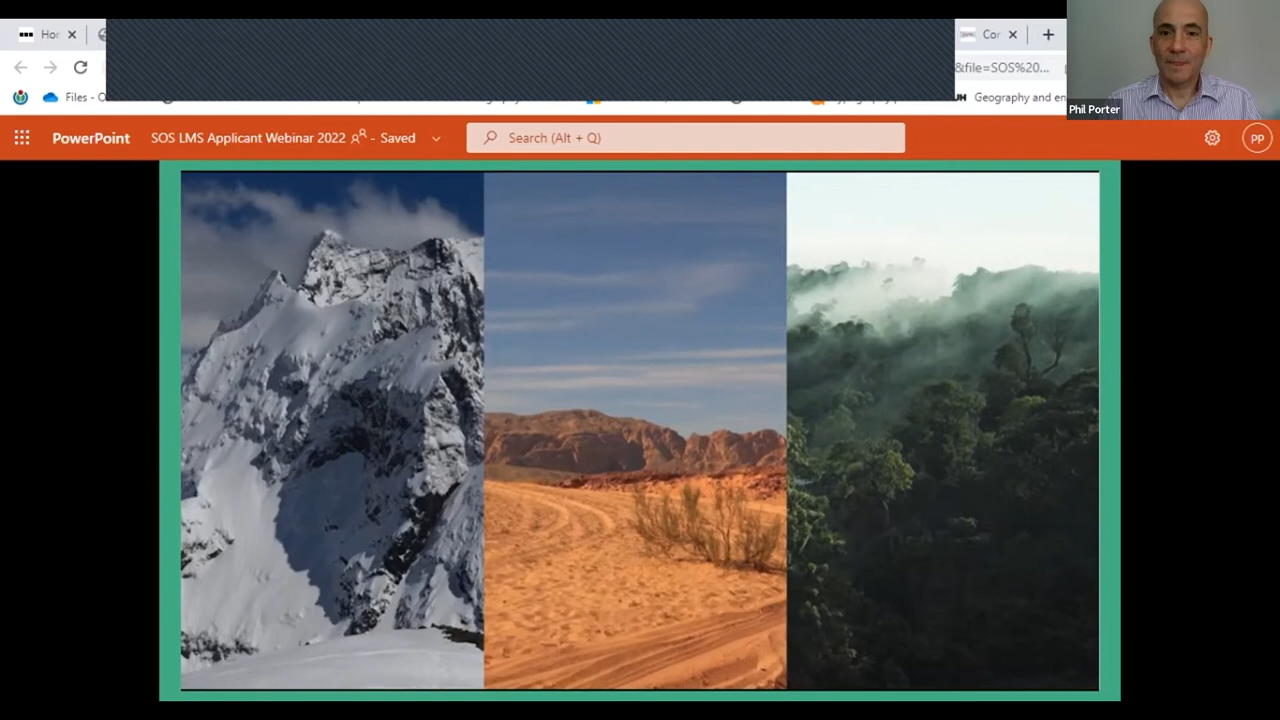 Hor
Cor
&file=SOS%20...
Files - O
Geography and en
Phil Porter
PowerPoint
SOS LMS Applicant Webinar 2022 - Saved
Search (Alt + Q)
PP